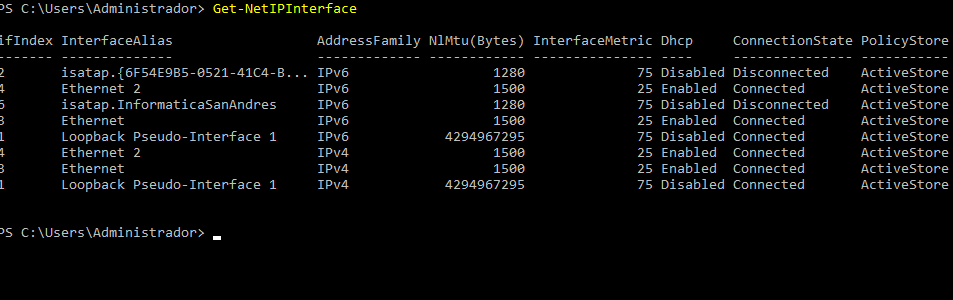 PS C:\Users\Administrador> Get-NetIPInterface
ifIndex InterfaceAlias AddressFamily NlMtu(Bytes) InterfaceMetric Dhcp ConnectionState PolicyStore
------- -------------- ------------- ------------ --------------- ---- --------------- -----------
2 isatap.{6F54E9B5-0521-41C4-B... IPv6 1280 75 Disabled Disconnected ActiveStore
4 Ethernet 2 IPv6 1500 25 Enabled Connected ActiveStore
6 isatap.InformaticaSanAndres IPv6 1280 75 Disabled Disconnected ActiveStore
3 Ethernet IPv6 1500 25 Enabled Connected ActiveStore
1 Loopback Pseudo-Interface 1 IPv6 4294967295 75 Disabled Connected ActiveStore
4 Ethernet 2 IPv4 1500 25 Enabled Connected ActiveStore
3 Ethernet IPv4 1500 25 Enabled Connected ActiveStore
1 Loopback Pseudo-Interface 1 IPv4 4294967295 75 Disabled Connected ActiveStore
PS C:\Users\Administrador>